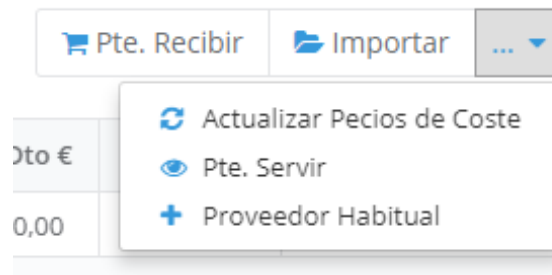 Pte. Recibir Importar ...
Actualizar Pecios de Coste
Dto €
Pte. Servir
Proveedor Habitual
0,00